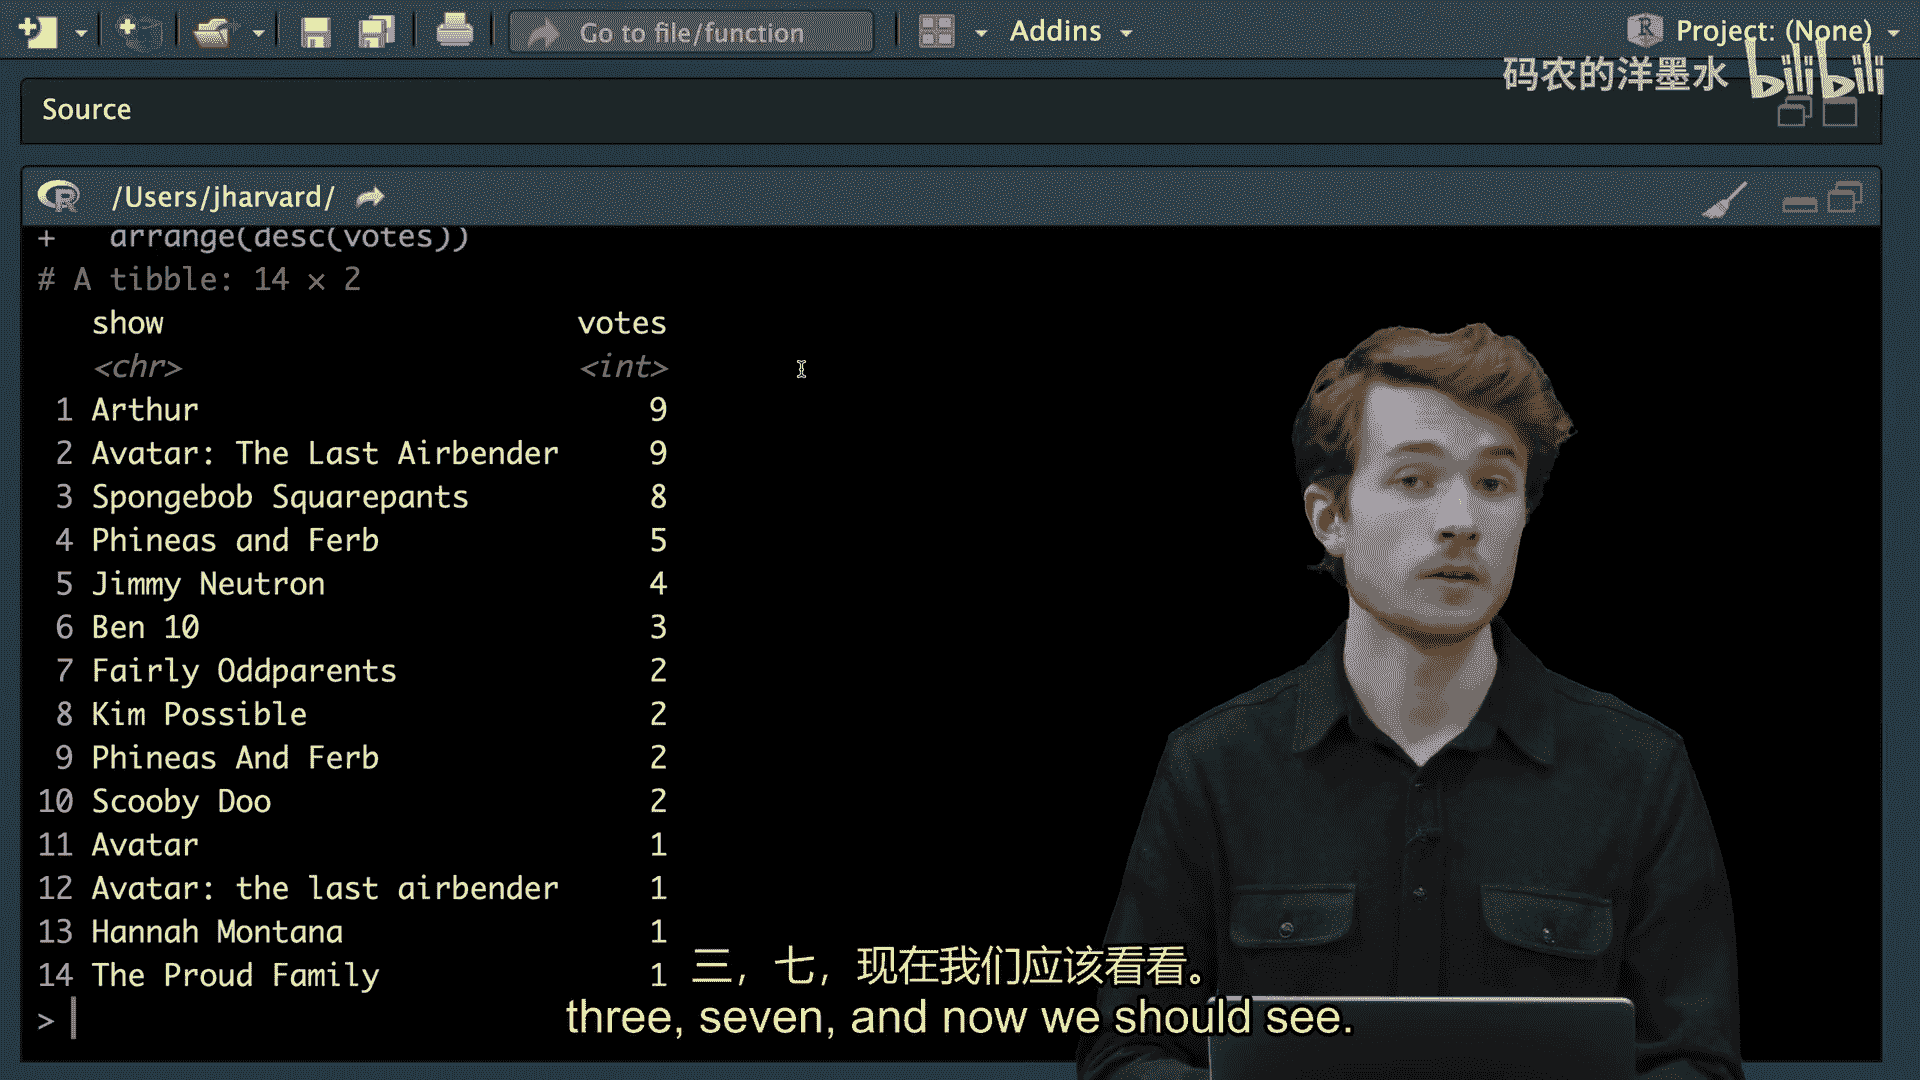 Go to file/function
Addins
Project: (None)
码农的洋墨水 bilibili
Source
/Users/jharvard/
+ arrange(desc(votes))
# A tibble: 14 × 2
show votes
<chr> <int>
1 Arthur 9
2 Avatar: The Last Airbender 9
3 Spongebob Squarepants 8
4 Phineas and Ferb 5
5 Jimmy Neutron 4
6 Ben 10 3
7 Fairly Oddparents 2
8 Kim Possible 2
9 Phineas And Ferb 2
10 Scooby Doo 2
11 Avatar 1
12 Avatar: the last airbender 1
13 Hannah Montana 1
14 The Proud Family 1
>
三，七，现在我们应该看看。
three, seven, and now we should see.